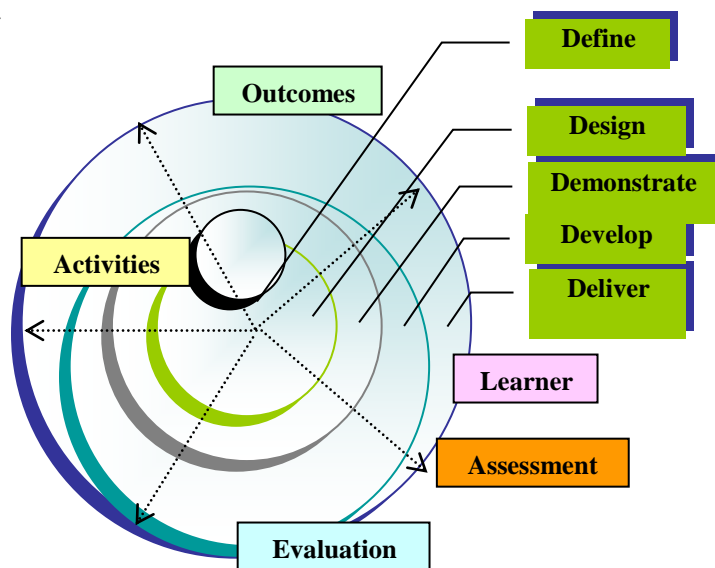 Define
Outcomes
Design
Demonstrate
Develop
Activities
Deliver
Learner
Assessment
Evaluation